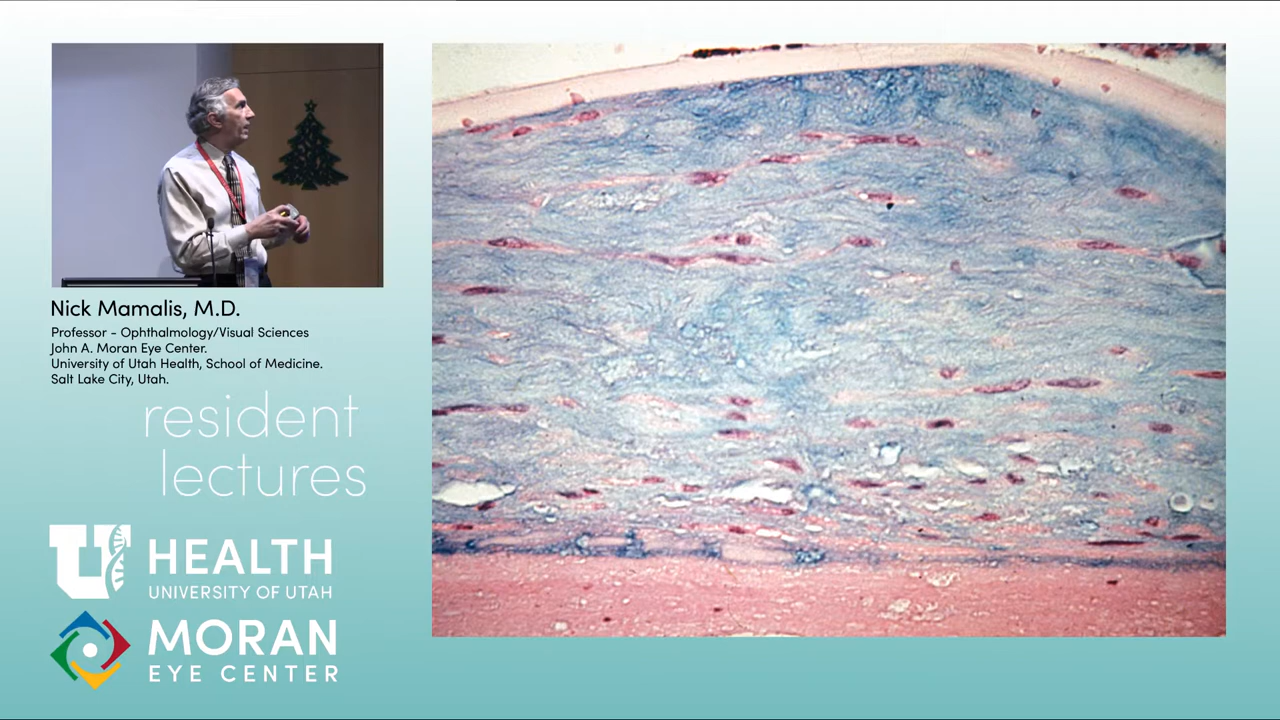 Nick Mamalis, M.D.
Professor - Ophthalmology/Visual Sciences
John A. Moran Eye Center.
University of Utah Health, School of Medicine.
Salt Lake City, Utah.
resident
lectures
U HEALTH
UNIVERSITY OF UTAH
MORAN
EYE CENTER